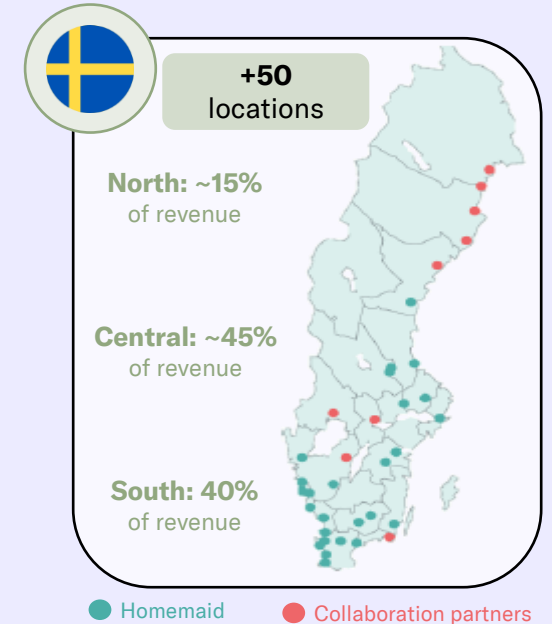 +50
locations
North: ~15%
of revenue
Central: ~45%
of revenue
South: 40%
of revenue
Homemaid
Collaboration partners